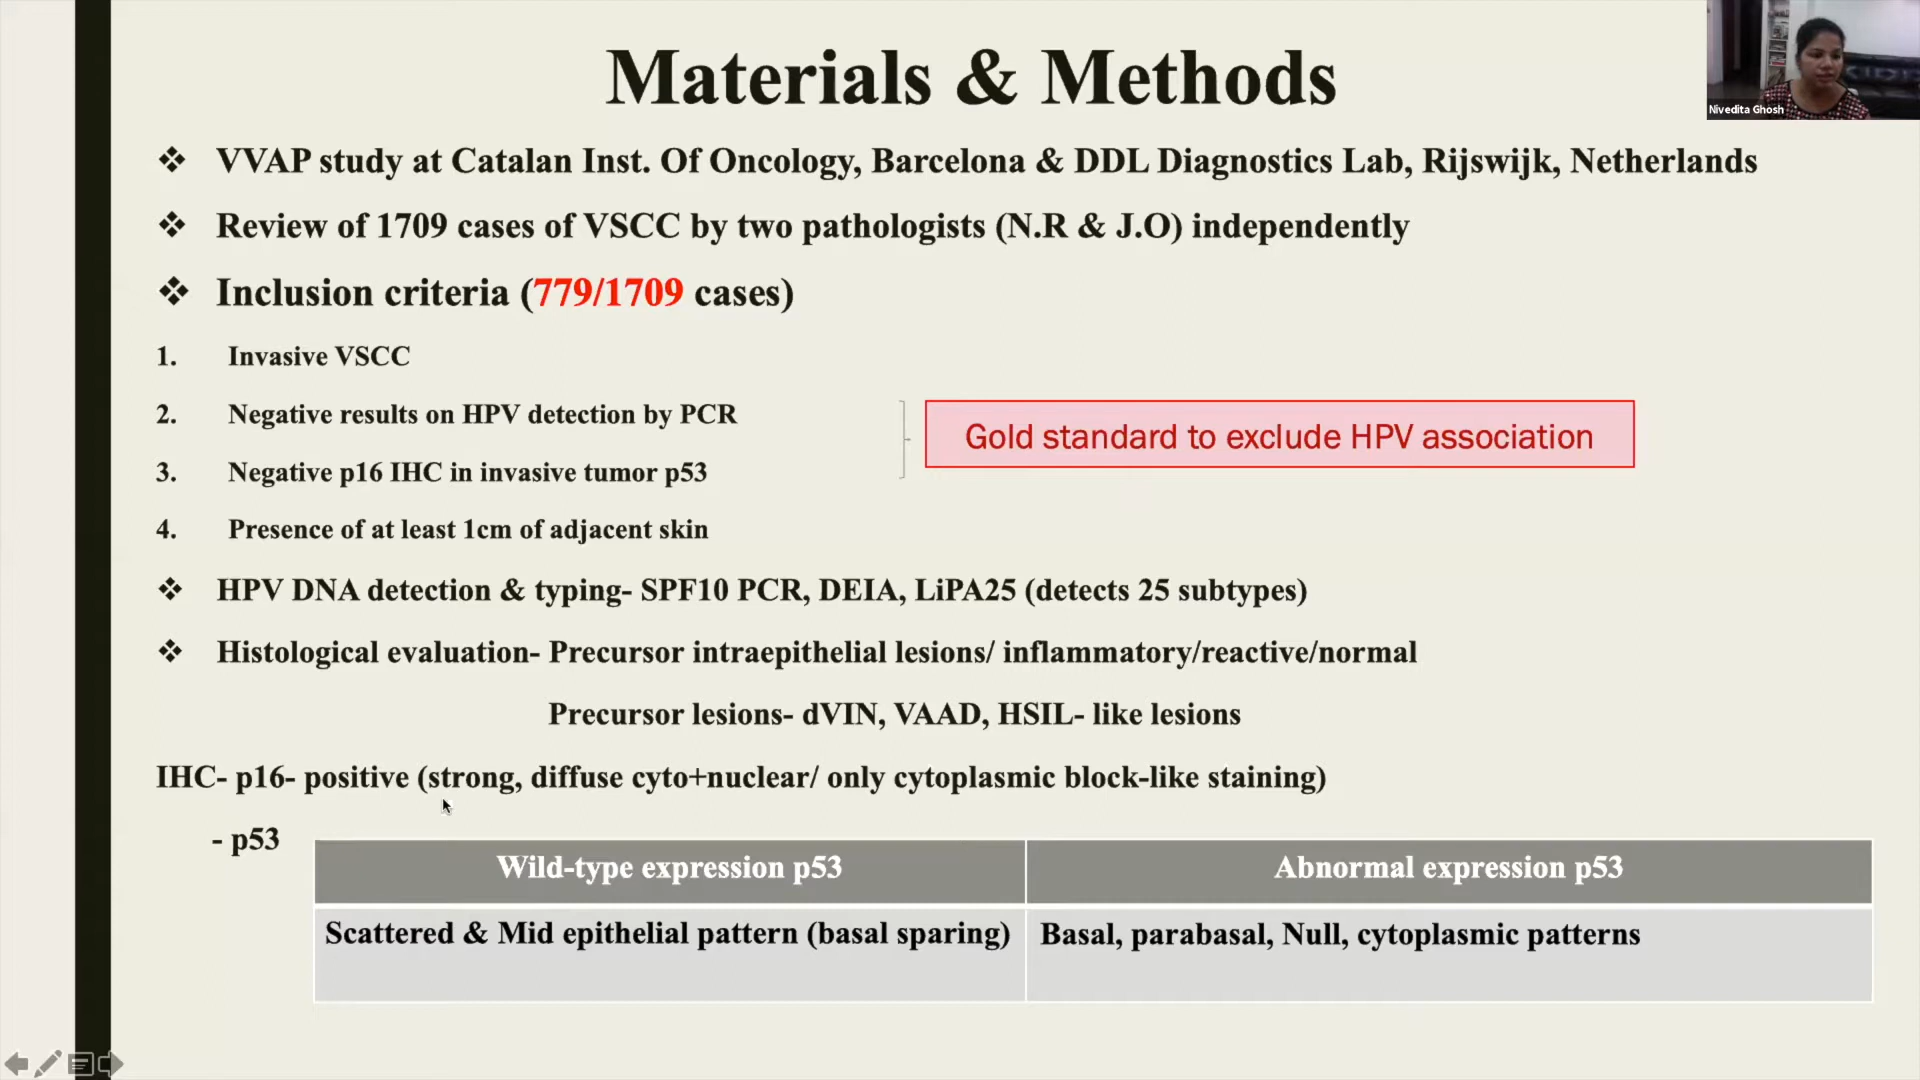 Materials & Methods
Nivedita Ghosh
❖ VVAP study at Catalan Inst. Of Oncology, Barcelona & DDL Diagnostics Lab, Rijswijk, Netherlands
❖ Review of 1709 cases of VSCC by two pathologists (N.R & J.O) independently
❖ Inclusion criteria (779/1709 cases)
1. Invasive VSCC
2. Negative results on HPV detection by PCR
Gold standard to exclude HPV association
3. Negative p16 IHC in invasive tumor p53
4. Presence of at least 1cm of adjacent skin
❖ HPV DNA detection & typing- SPF10 PCR, DEIA, LiPA25 (detects 25 subtypes)
❖ Histological evaluation- Precursor intraepithelial lesions/ inflammatory/reactive/normal
Precursor lesions- dVIN, VAAD, HSIL- like lesions
IHC- p16- positive (strong, diffuse cyto+nuclear/ only cytoplasmic block-like staining)
- p53
Wild-type expression p53 Abnormal expression p53
Scattered & Mid epithelial pattern (basal sparing) Basal, parabasal, Null, cytoplasmic patterns